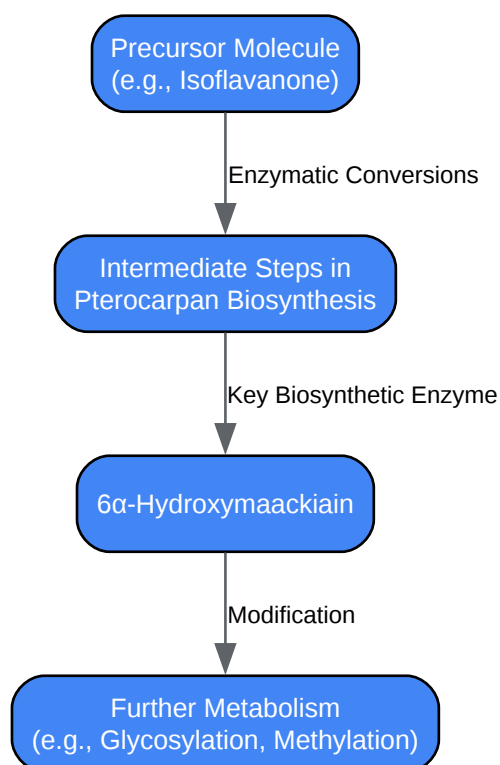 Precursor Molecule
(e.g., Isoflavanone)
Enzymatic Conversions
Intermediate Steps in
Pterocarpan Biosynthesis
Key Biosynthetic Enzyme
6α-Hydroxymaackiain
Modification
Further Metabolism
(e.g., Glycosylation, Methylation)